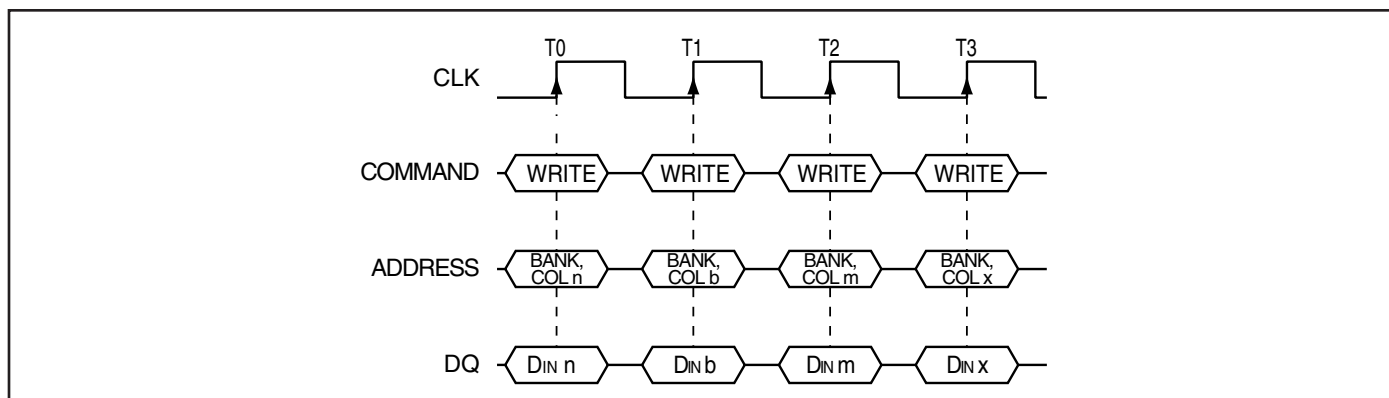 T0 T1 T2 T3
CLK
COMMAND WRITE WRITE WRITE WRITE
ADDRESS BANK, BANK, BANK, BANK,
COL n COL b COL m COL x
DQ DIN n DIN b DIN m DIN x